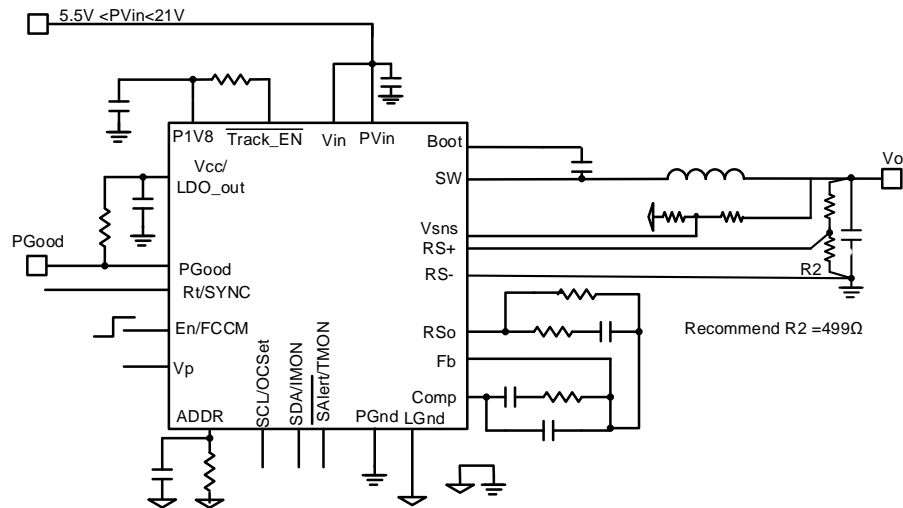 5.5V <PVin<21V
P1V8
Track_EN
Vin
PVin
Boot
Vcc/
LDO_out
SW
Vo
Vsns
PGood
RS+
PGood
RS-
R2
Rt/SYNC
En/FCCM
RSo
Recommend R2 =499Ω
Vp
Fb
Comp
ADDR
SCL/OCSet
SDA/IMON
SAlert/TMON
PGnd
LGnd